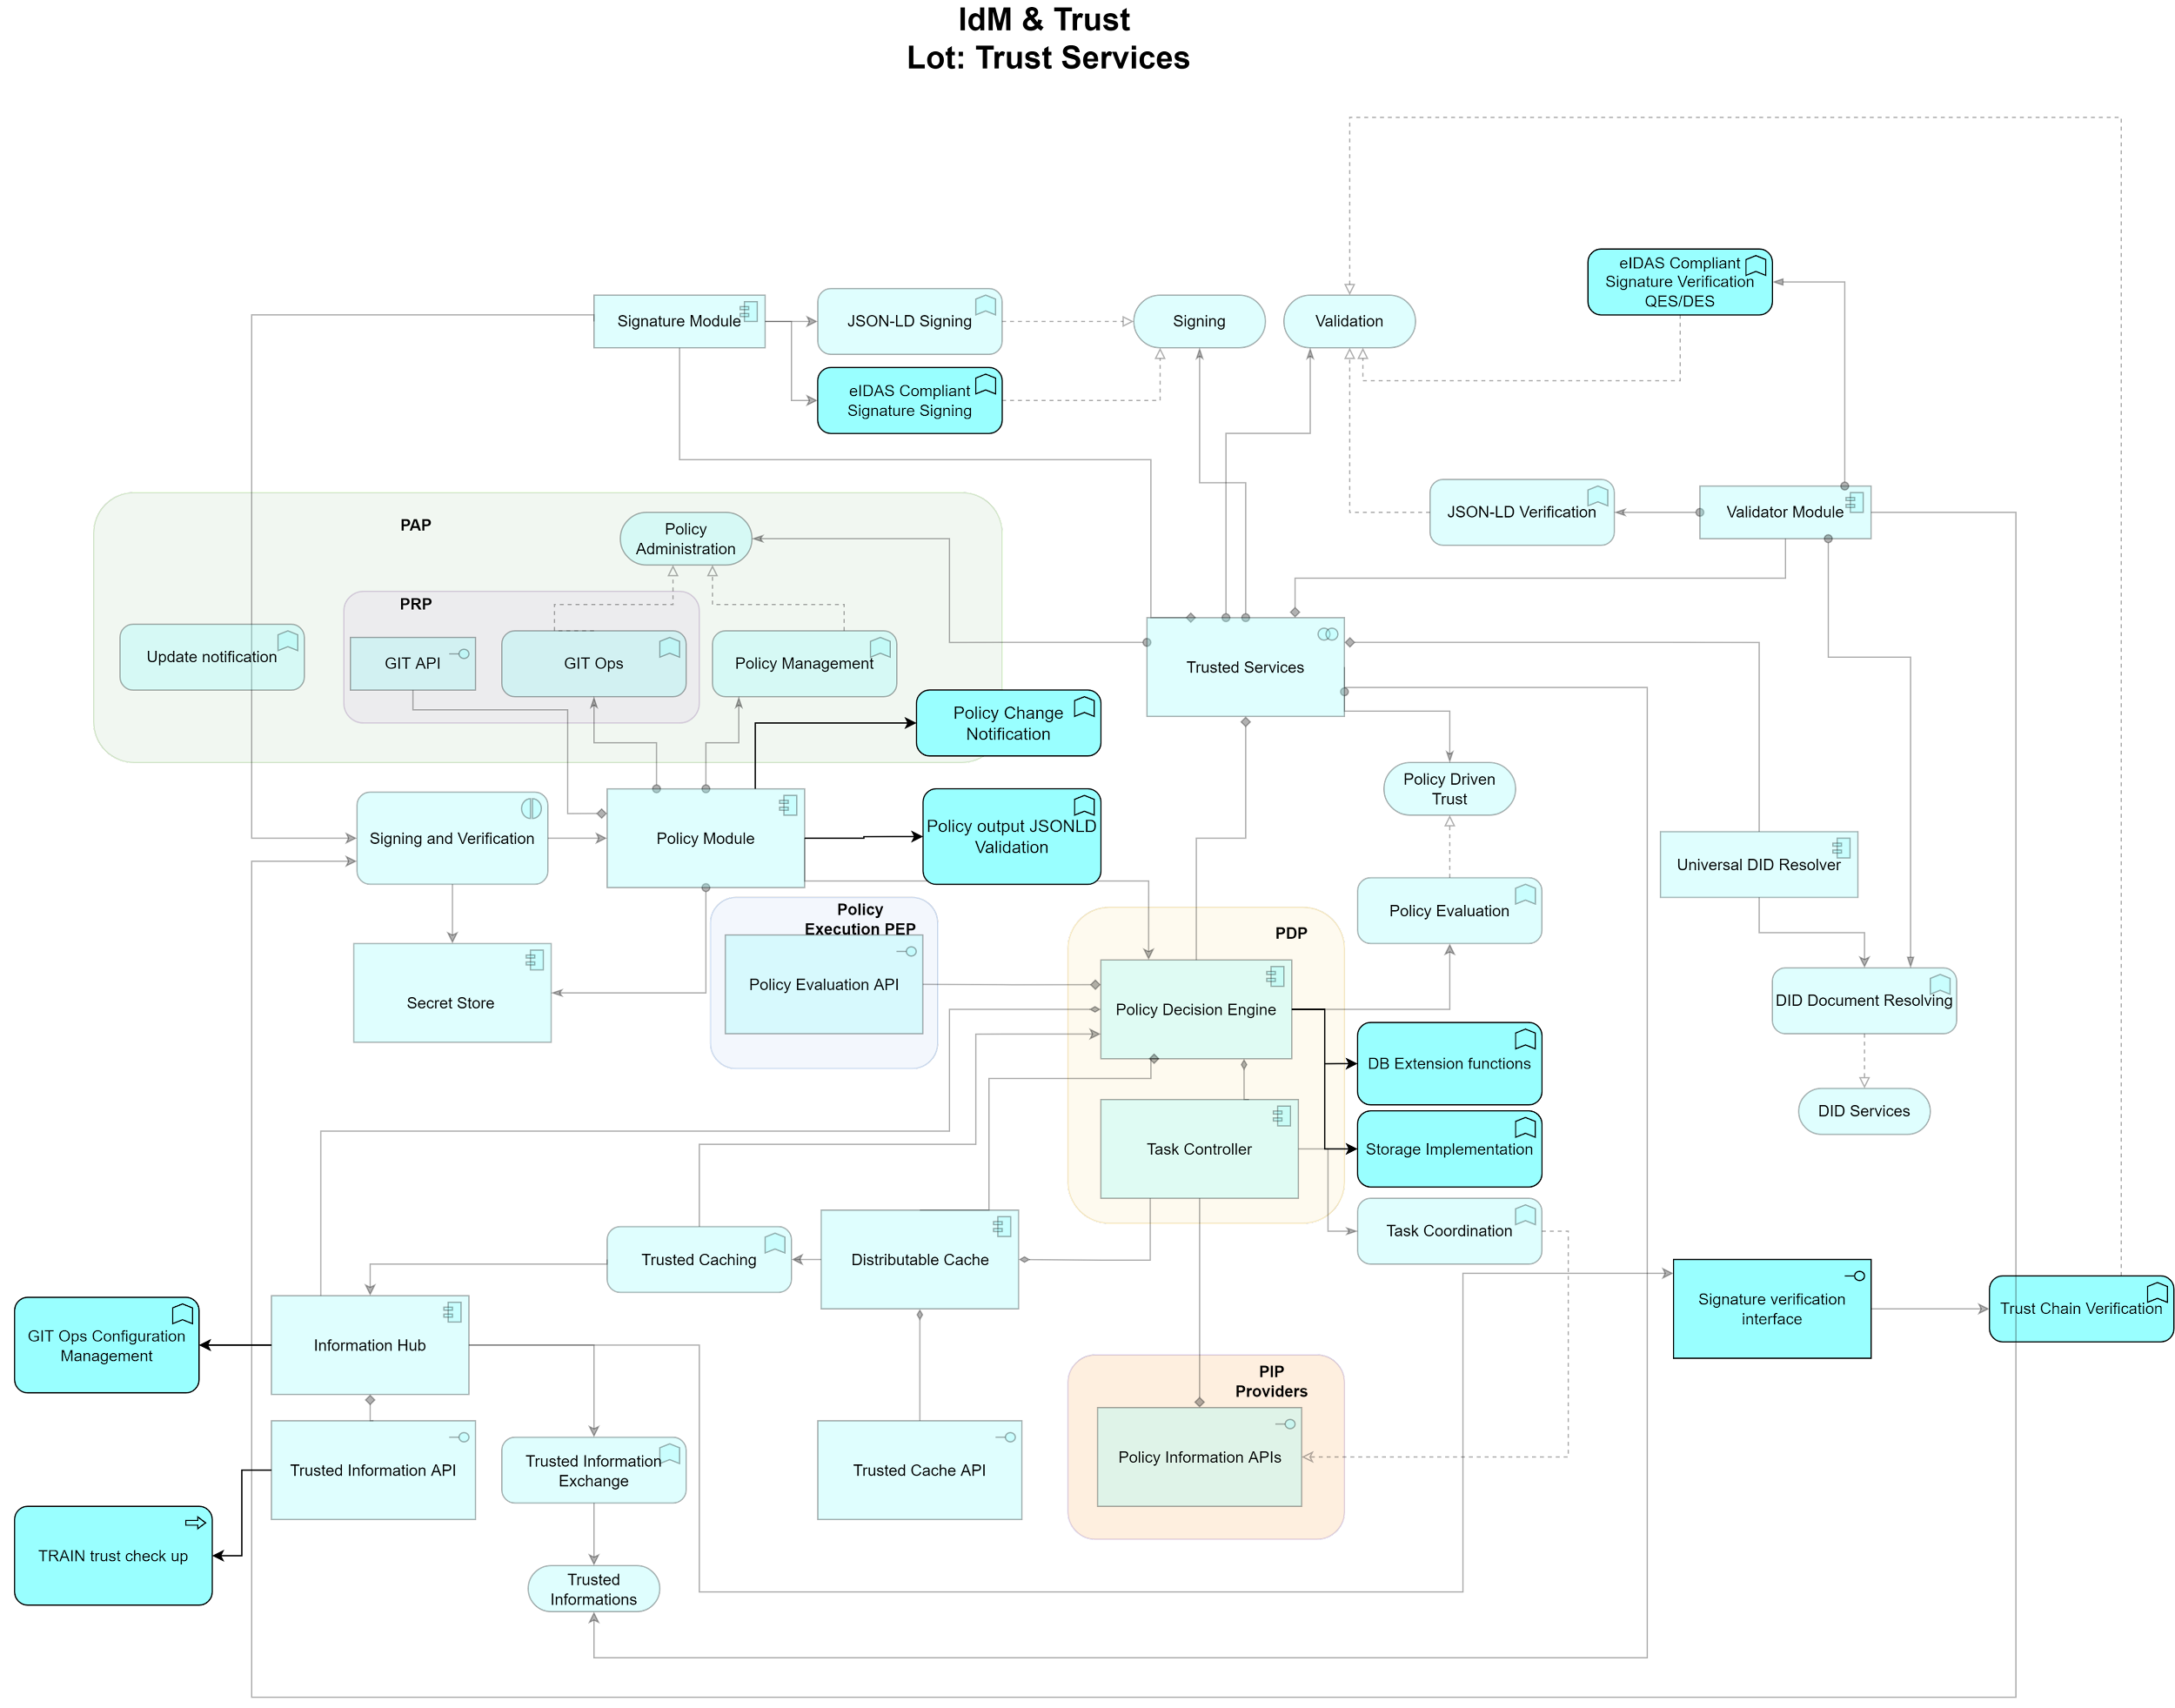 IdM & Trust
Lot: Trust Services
eIDAS Compliant
Signature Verification
QES/DES
Signature Module
JSON-LD Signing
Signing
Validation
eIDAS Compliant
Signature Signing
JSON-LD Verification
Validator Module
PAP
Policy
Administration
PRP
Update notification
GIT API
GIT Ops
Policy Management
Trusted Services
Policy Change
Notification
Policy Driven
Trust
Signing and Verification
Policy Module
Policy output JSONLD
Validation
Universal DID Resolver
Policy
Execution PEP
PDP
Policy Evaluation
Secret Store
Policy Evaluation API
Policy Decision Engine
DID Document Resolving
DB Extension functions
DID Services
Task Controller
Storage Implementation
Task Coordination
Trusted Caching
Distributable Cache
Signature verification
interface
Trust Chain Verification
GIT Ops Configuration
Management
Information Hub
PIP
Providers
Trusted Information API
Trusted Information
Exchange
Trusted Cache API
Policy Information APIs
TRAIN trust check up
Trusted
Informations